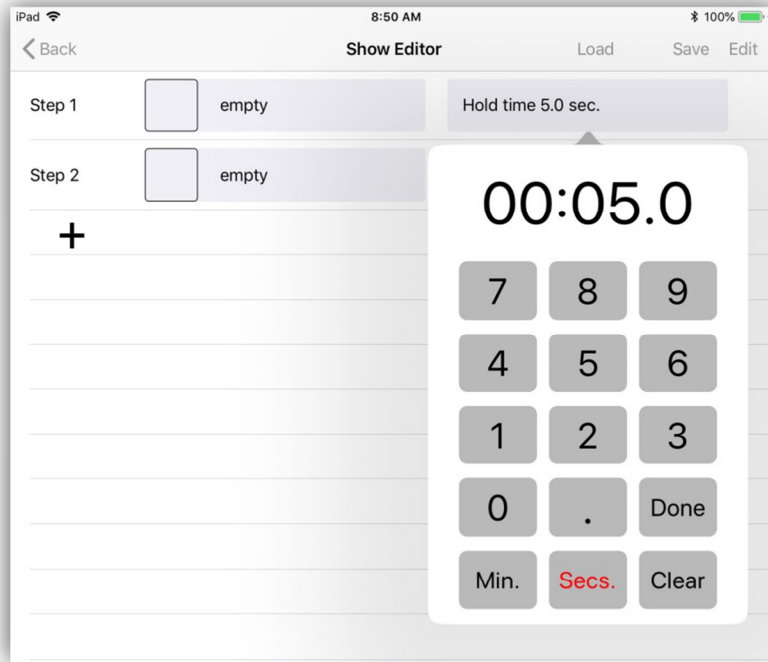 iPad 8:50 AM 100%
Back Show Editor Load Save Edit
Step 1 empty Hold time 5.0 sec.
Step 2 empty
00:05.0
+
7 8 9
4 5 6
1 2 3
0 . Done
Min. Secs. Clear